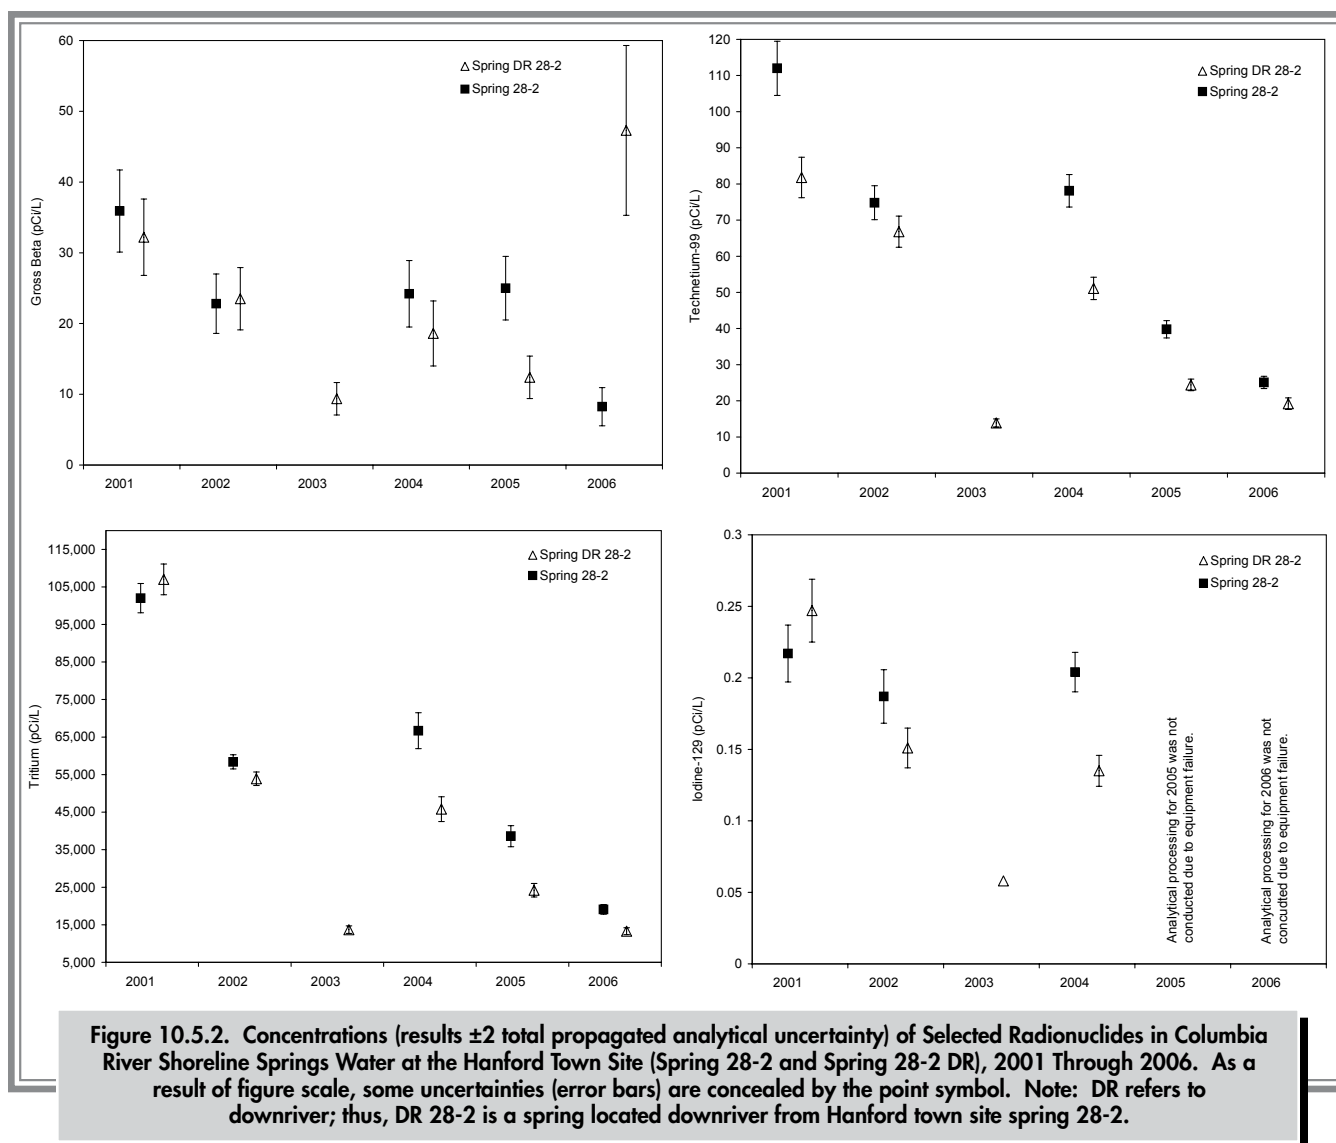 60
50
40
30
20
10
0
Gross Beta (pCi/L)
Spring DR 28-2
Spring 28-2
2001 2002 2003 2004 2005 2006
120
110
100
90
80
70
60
50
40
30
20
10
0
Technetium-99 (pCi/L)
Spring DR 28-2
Spring 28-2
2001 2002 2003 2004 2005 2006
115,000
105,000
95,000
85,000
75,000
65,000
55,000
45,000
35,000
25,000
15,000
5,000
Tritium (pCi/L)
Spring DR 28-2
Spring 28-2
2001 2002 2003 2004 2005 2006
0.3
0.25
0.2
0.15
0.1
0.05
0
Iodine-129 (pCi/L)
Spring DR 28-2
Spring 28-2
Analytical processing for 2005 was not
conducted due to equipment failure.
Analytical processing for 2006 was not
concudted due to equipment failure.
2001 2002 2003 2004 2005 2006
Figure 10.5.2. Concentrations (results ±2 total propagated analytical uncertainty) of Selected Radionuclides in Columbia
River Shoreline Springs Water at the Hanford Town Site (Spring 28-2 and Spring 28-2 DR), 2001 Through 2006. As a
result of figure scale, some uncertainties (error bars) are concealed by the point symbol. Note: DR refers to
downriver; thus, DR 28-2 is a spring located downriver from Hanford town site spring 28-2.